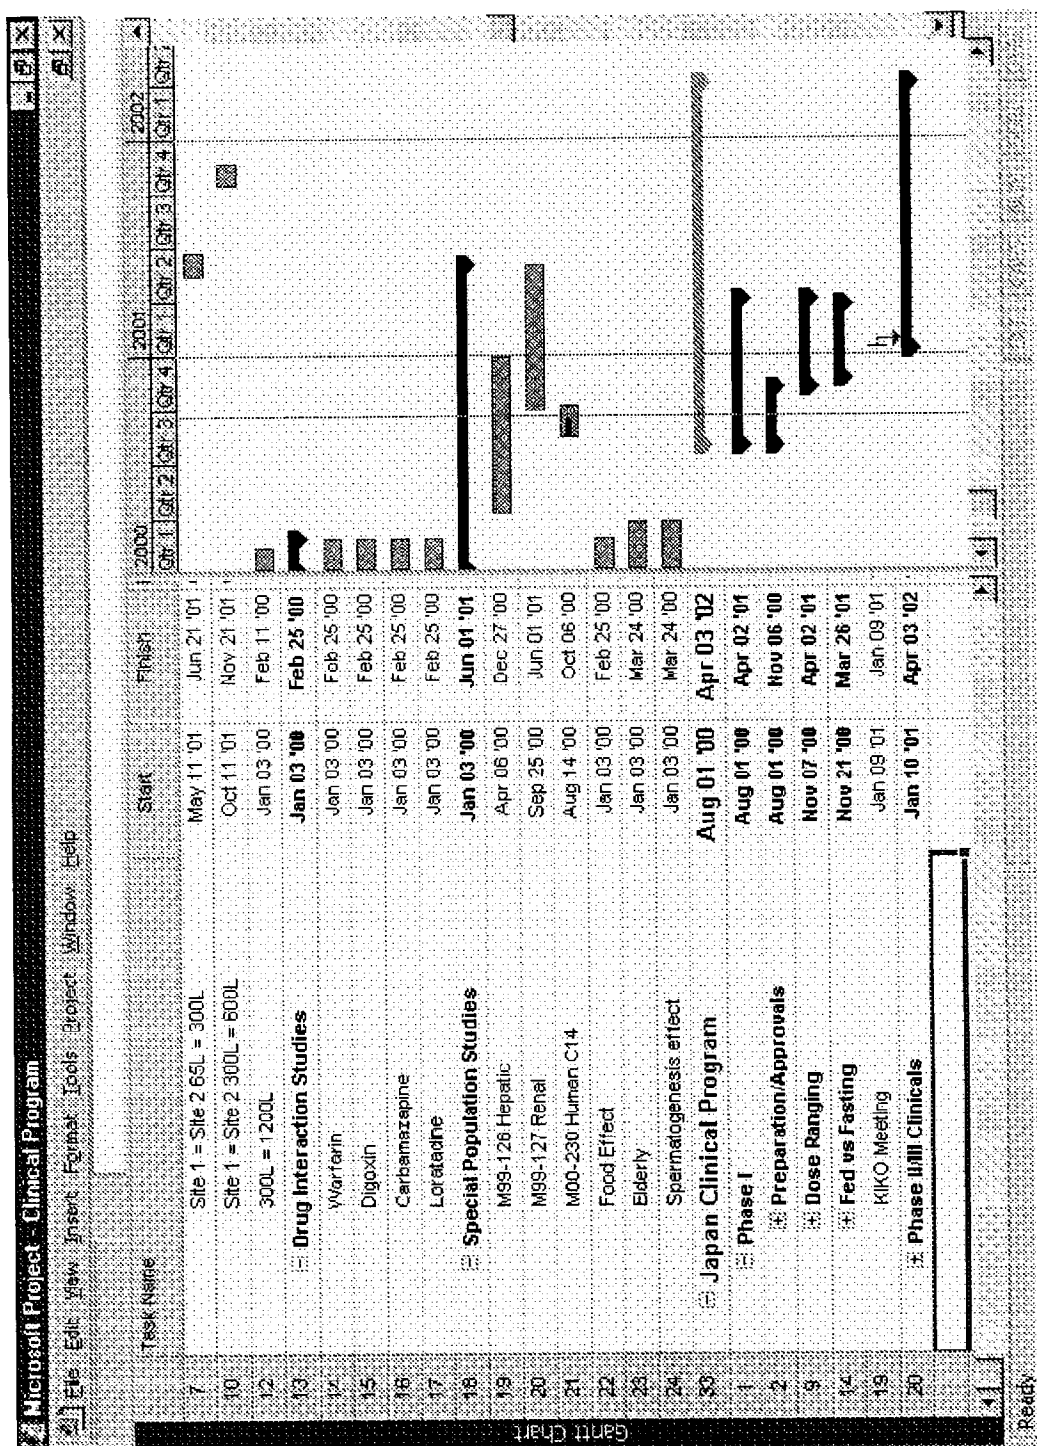 Microsoft Project - Clinical Program
File Edit View Insert Format Tools Project Window Help
Task Name Start Finish 2000 2001 2002
Qtr 1 Qtr 2 Qtr 3 Qtr 4 Qtr 1 Qtr 2 Qtr 3 Qtr 4 Qtr 1 Qtr
7 Site 1 = Site 2 65L = 300L May 11 '01 Jun 21 '01
10 Site 1 = Site 2 300L = 600L Oct 11 '01 Nov 21 '01
12 300L = 1200L Jan 03 '00 Feb 11 '00
13 Drug Interaction Studies Jan 03 '00 Feb 25 '00
14 Warfarin Jan 03 '00 Feb 25 '00
15 Digoxin Jan 03 '00 Feb 25 '00
16 Carbamazapine Jan 03 '00 Feb 25 '00
17 Loratadine Jan 03 '00 Feb 25 '00
18 Special Population Studies Jan 03 '00 Jun 01 '01
19 M99-126 Hepatic Apr 06 '00 Dec 27 '00
20 M99-127 Renal Sep 25 '00 Jun 01 '01
21 M00-230 Human C14 Aug 14 '00 Oct 06 '00
22 Food Effect Jan 03 '00 Feb 25 '00
23 Elderly Jan 03 '00 Mar 24 '00
24 Spermatogenesis effect Jan 03 '00 Mar 24 '00
33 Japan Clinical Program Aug 01 '00 Apr 03 '02
1 Phase I Aug 01 '00 Apr 02 '01
2 Preparation/Approvals Aug 01 '00 Nov 06 '00
9 Dose Ranging Nov 07 '00 Apr 02 '01
14 Fed vs Fasting Nov 21 '00 Mar 26 '01
19 KIKO Meeting Jan 09 '01 Jan 09 '01
20 Phase II/III Clinicals Jan 10 '01 Apr 03 '02
Gantt Chart
Ready